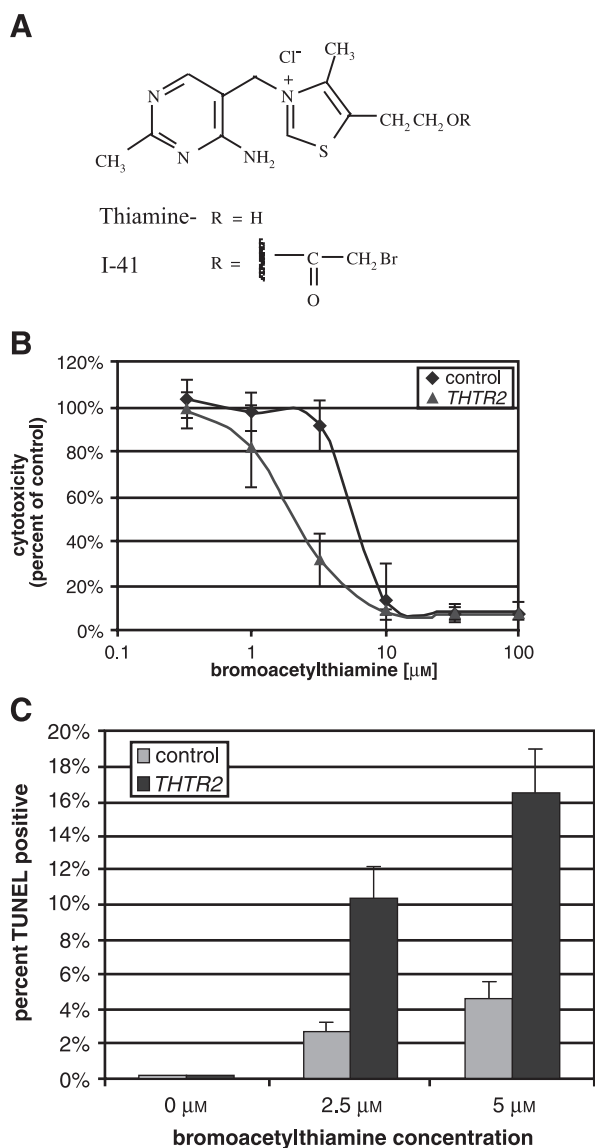 A
Cl-
CH3
N
+
N
CH2CH2OR
CH3
N
NH2
S
Thiamine- R = H
I-41 R = C CH2Br
O
B
120%
100%
80%
60%
40%
20%
0%
cytotoxicity
(percent of control)
control
THTR2
0.1 1 10 100
bromoacetylthiamine [µM]
C
20%
18%
16%
14%
12%
10%
8%
6%
4%
2%
0%
percent TUNEL positive
control
THTR2
0 µM 2.5 µM 5 µM
bromoacetylthiamine concentration